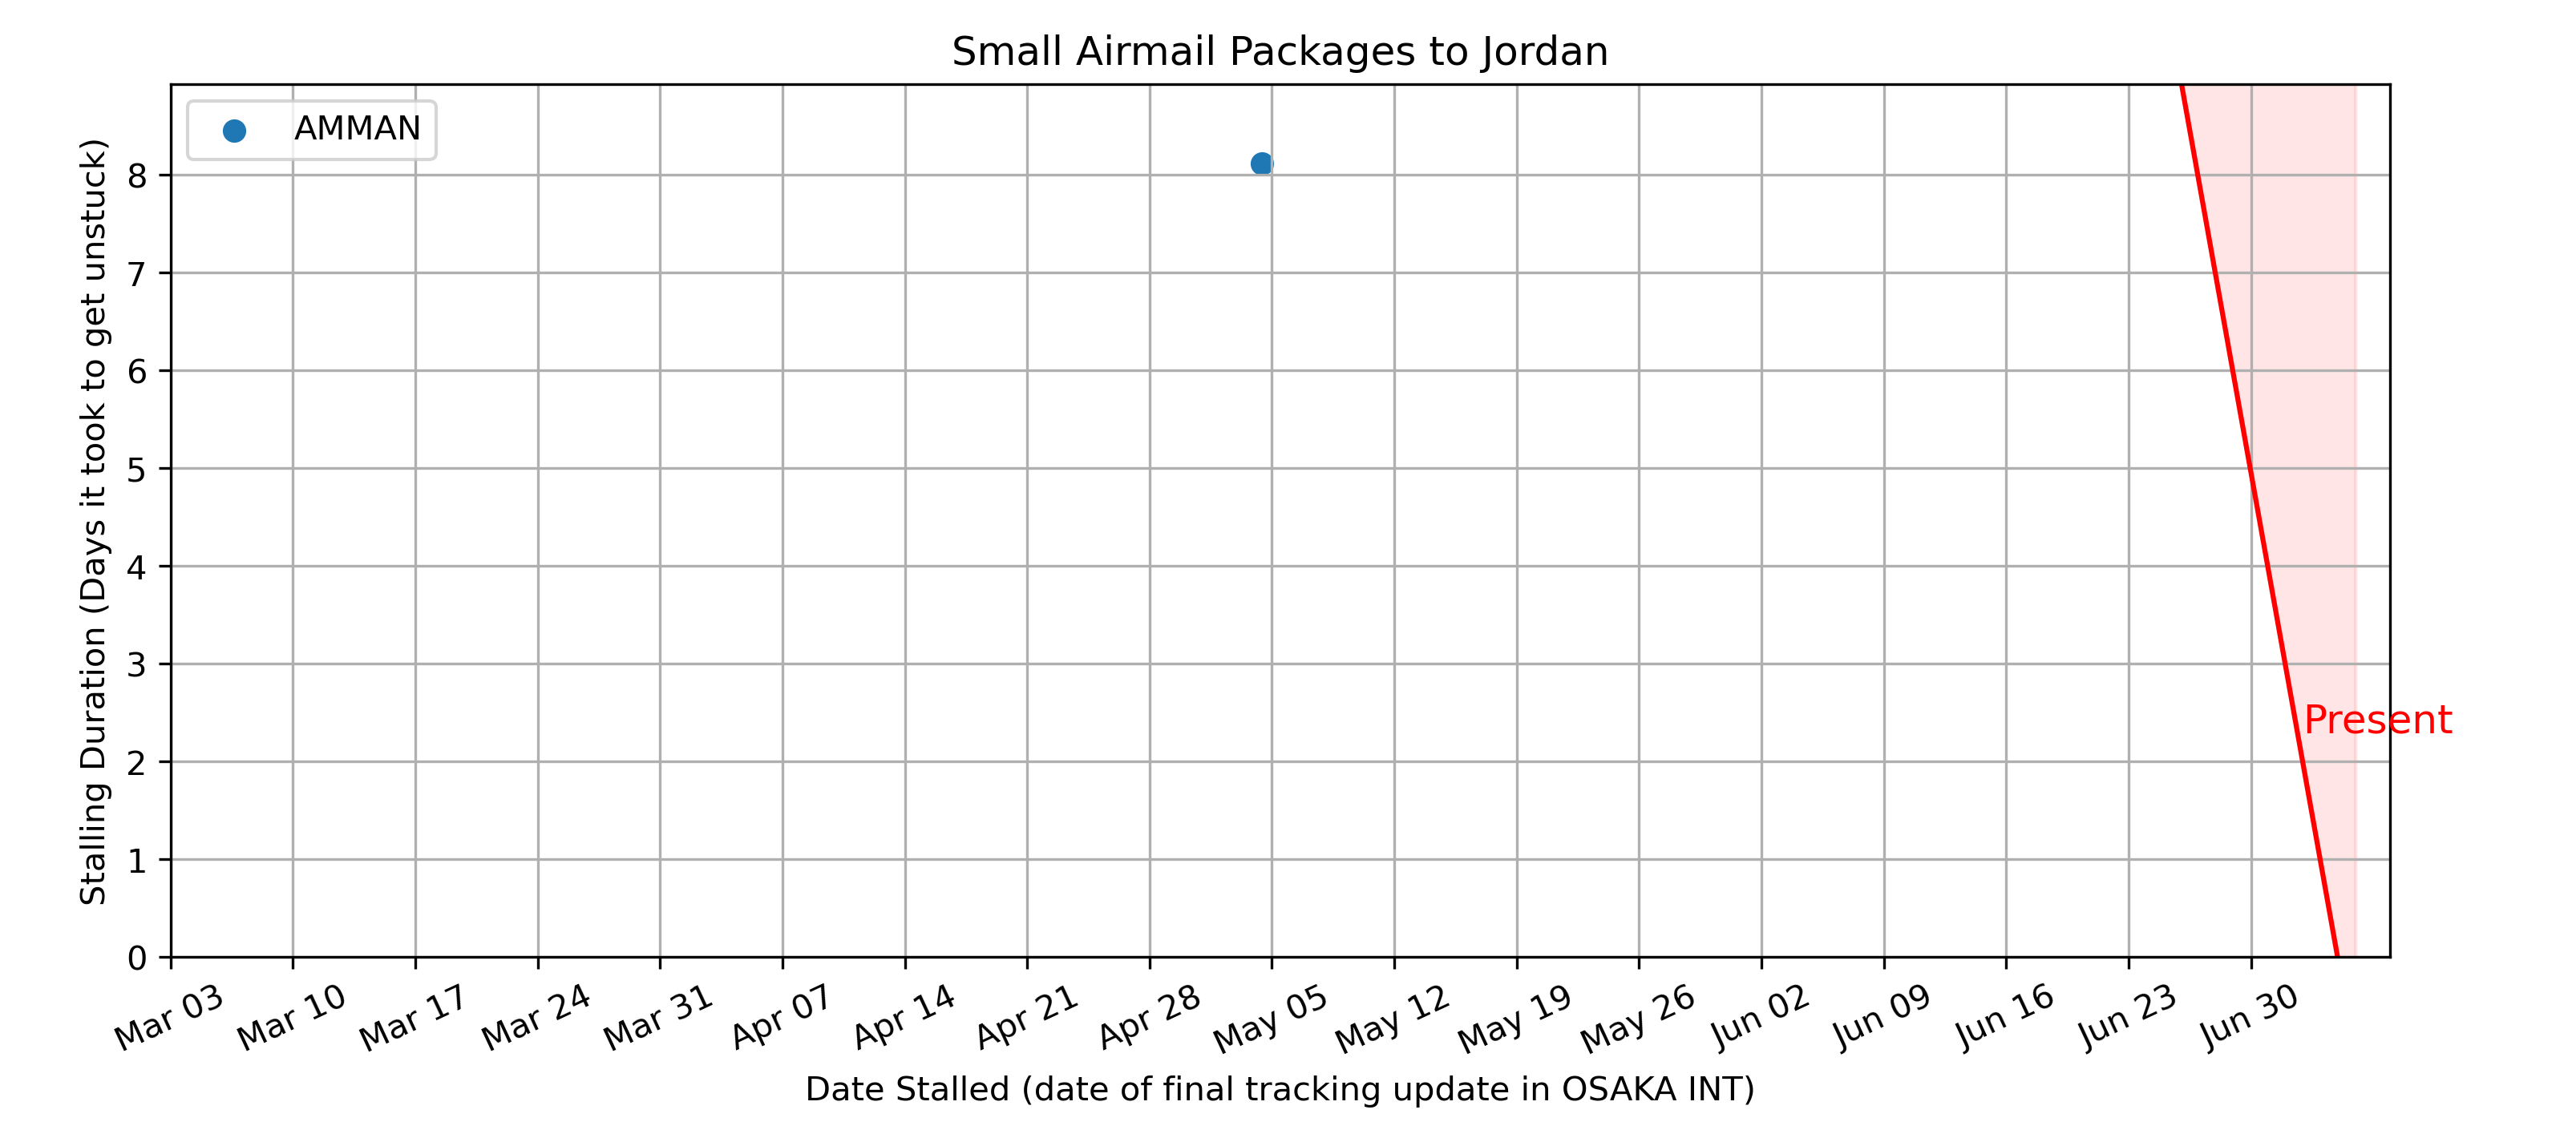 Small Airmail Packages to Jordan
AMMAN
Stalling Duration (Days it took to get unstuck)
8
7
6
5
4
3
2
1
0
Present
Mar 03
Mar 10
Mar 17
Mar 24
Mar 31
Apr 07
Apr 14
Apr 21
Apr 28
May 05
May 12
May 19
May 26
Jun 02
Jun 09
Jun 16
Jun 23
Jun 30
Date Stalled (date of final tracking update in OSAKA INT)